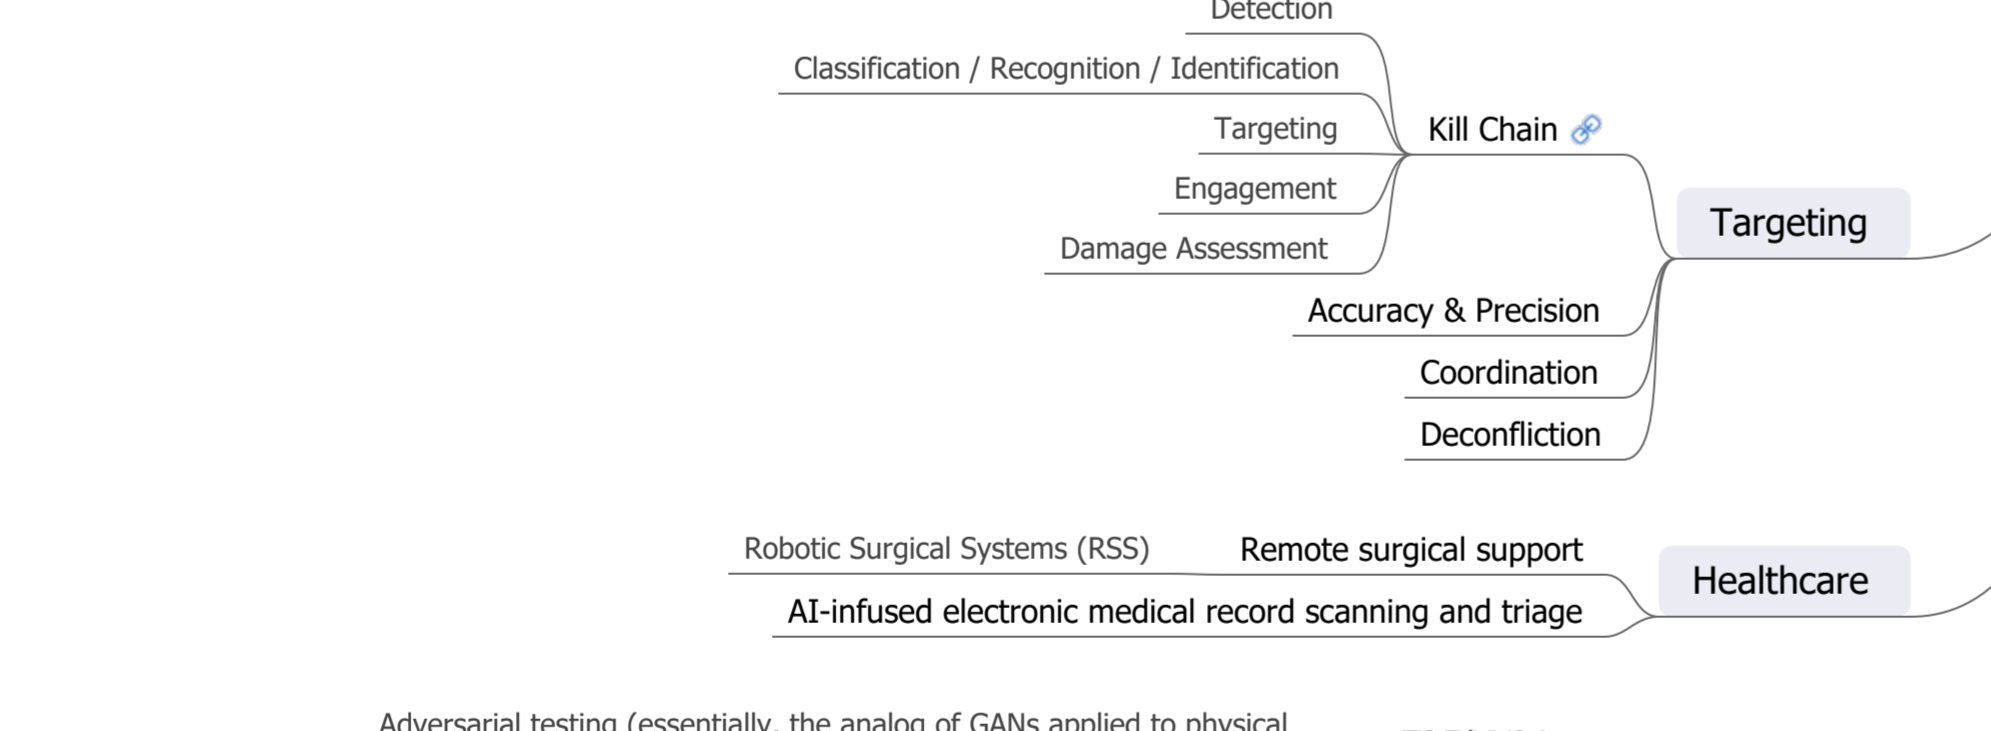 Detection
Classification / Recognition / Identification
Targeting
Kill Chain
Engagement
Targeting
Damage Assessment
Accuracy & Precision
Coordination
Deconfliction
Robotic Surgical Systems (RSS)
Remote surgical support
Healthcare
AI-infused electronic medical record scanning and triage
Adversarial testing (essentially, the analog of GANs applied to physical